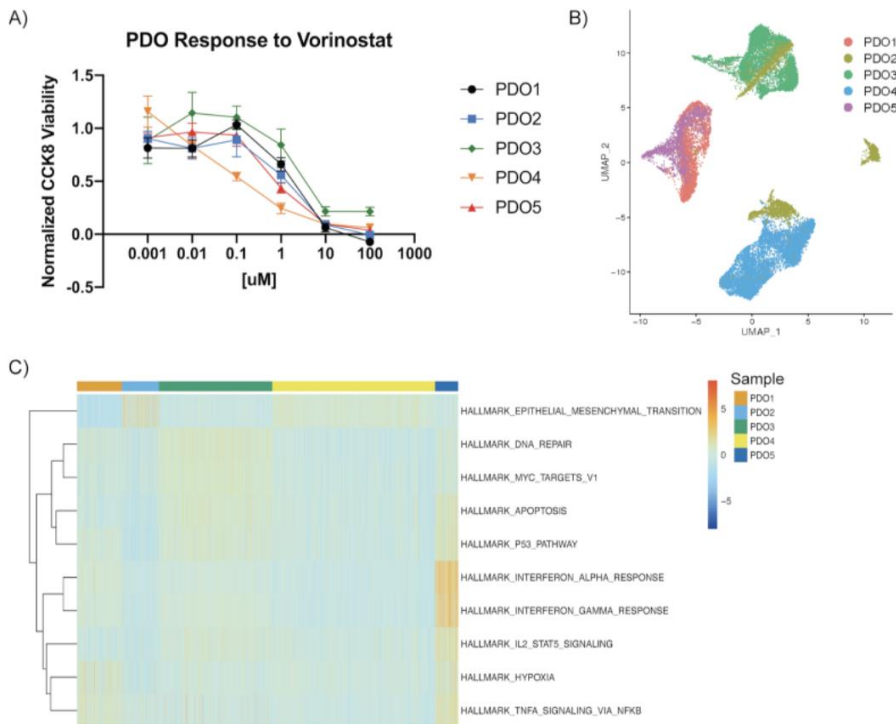 A)
PDO Response to Vorinostat
Normalized CCK8 Viability
1.5
1.0
0.5
0.0
-0.5
0.001 0.01 0.1 1 10 100 1000
[uM]
PDO1
PDO2
PDO3
PDO4
PDO5
B)
UMAP_2
10
5
0
−5
−10
−10 −5 0 5 10
UMAP_1
PDO1
PDO2
PDO3
PDO4
PDO5
C)
HALLMARK_EPITHELIAL_MESENCHYMAL_TRANSITION
HALLMARK_DNA_REPAIR
HALLMARK_MYC_TARGETS_V1
HALLMARK_APOPTOSIS
HALLMARK_P53_PATHWAY
HALLMARK_INTERFERON_ALPHA_RESPONSE
HALLMARK_INTERFERON_GAMMA_RESPONSE
HALLMARK_IL2_STAT5_SIGNALING
HALLMARK_HYPOXIA
HALLMARK_TNFA_SIGNALING_VIA_NFKB
5
0
−5
Sample
PDO1
PDO2
PDO3
PDO4
PDO5